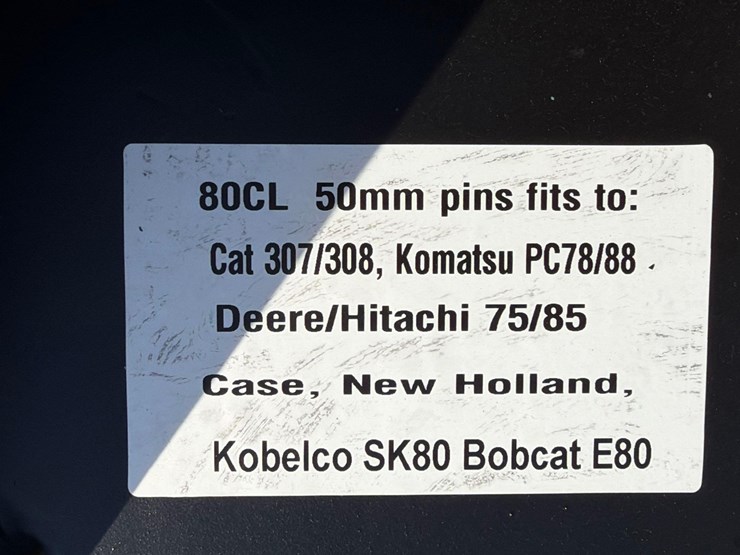 80CL 50mm pins fits to:
Cat 307/308, Komatsu PC78/88
Deere/Hitachi 75/85
Case, New Holland,
Kobelco SK80 Bobcat E80